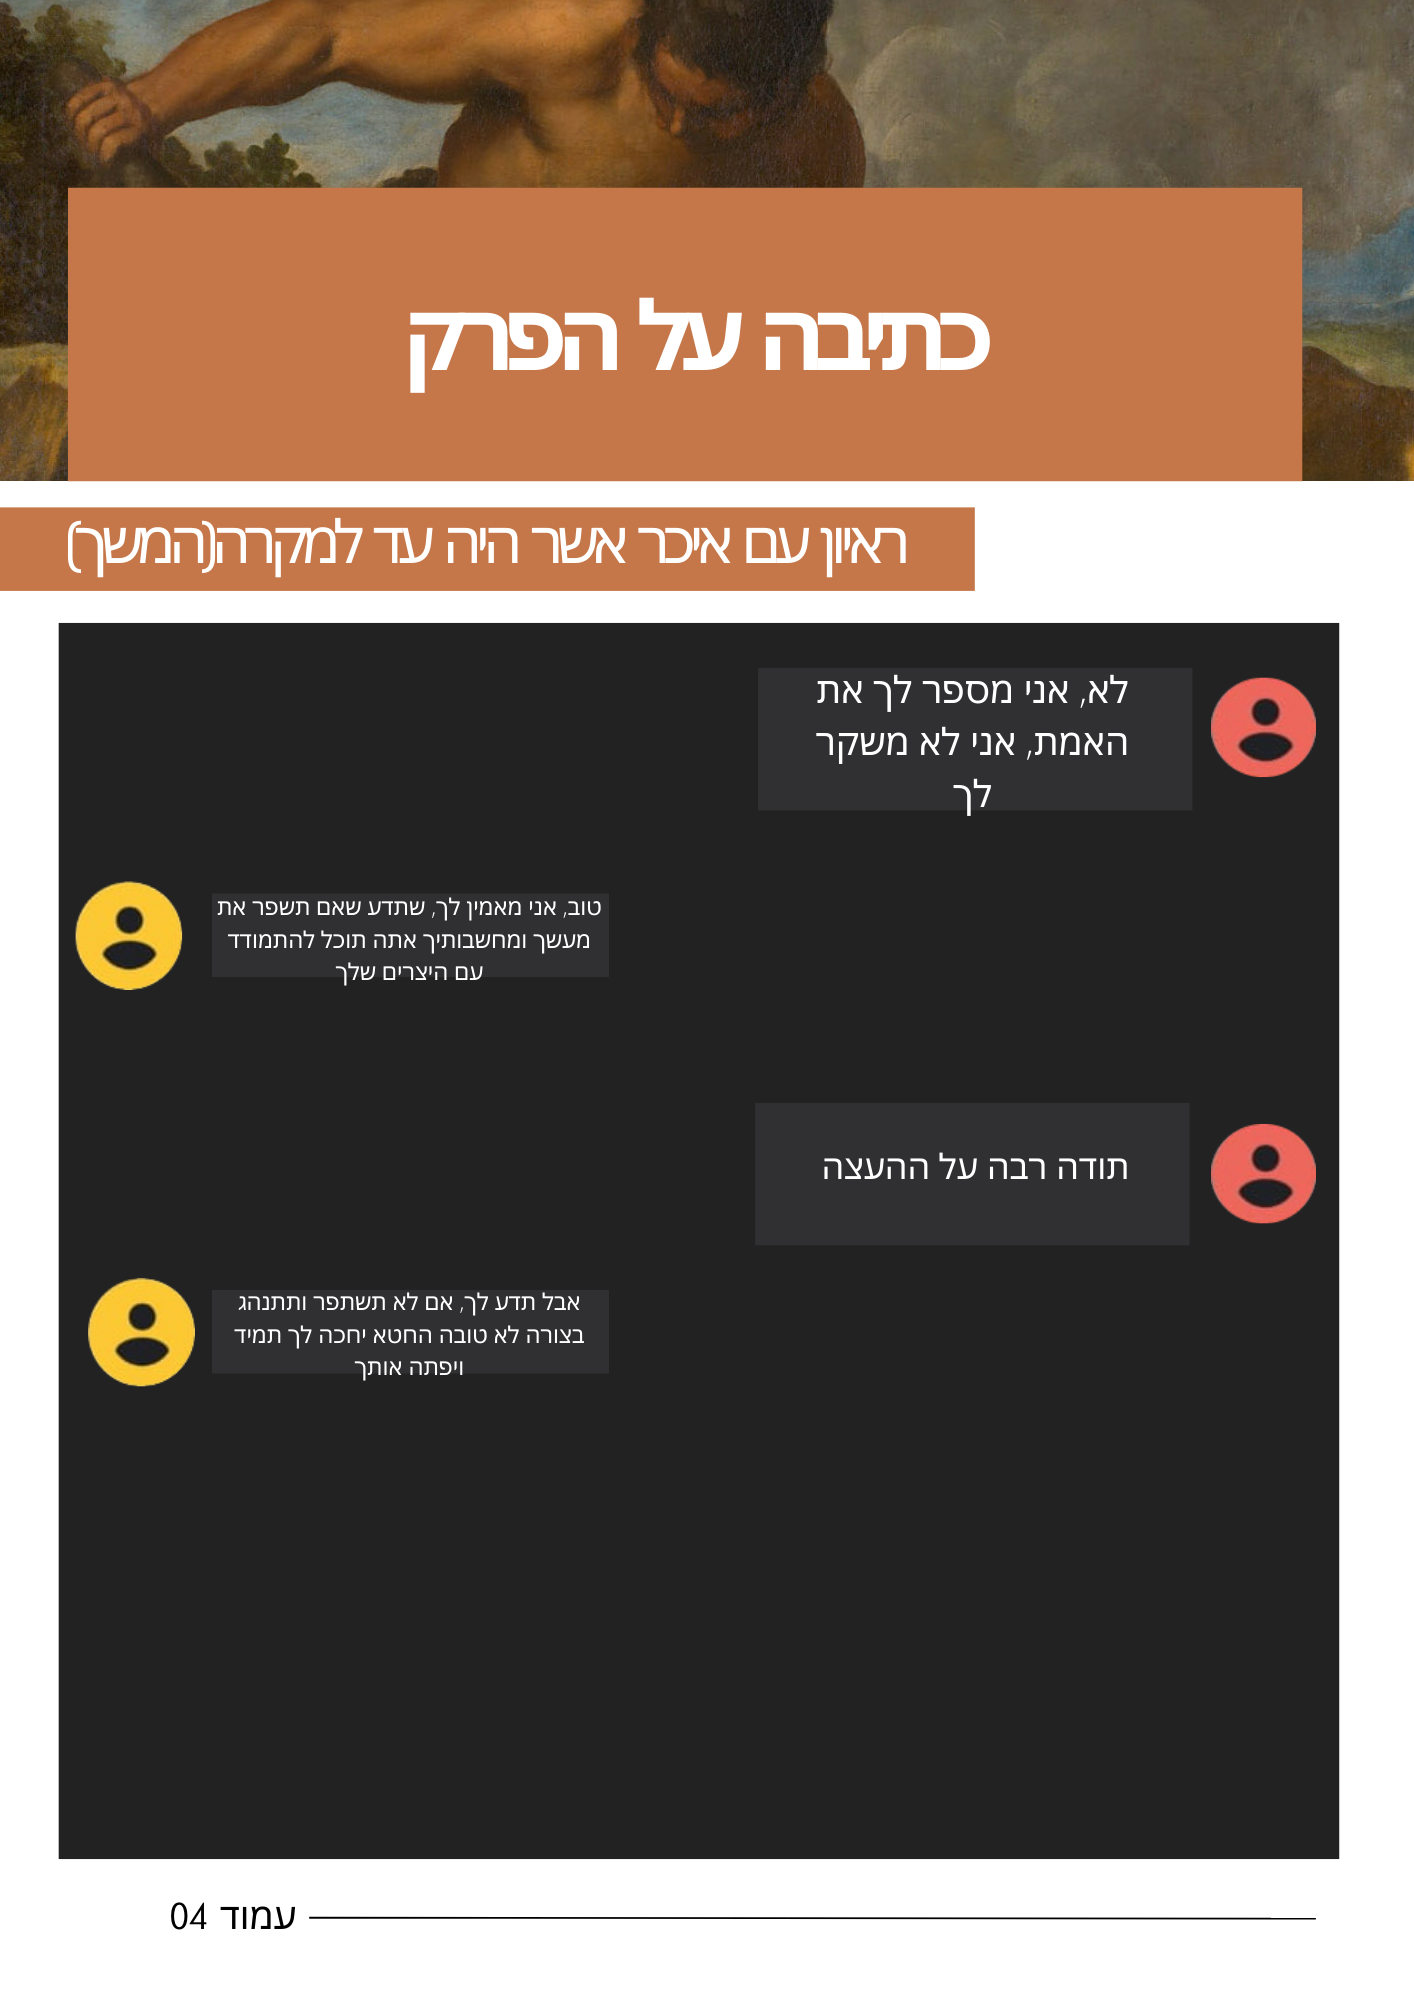 כתיבה על הפרק
ראיון עם איכר אשר היה עד למקרה(המשך)
לא, אני מספר לך את
האמת, אני לא משקר
לך
טוב, אני מאמין לך, שתדע שאם תשפר את
מעשך ומחשבותיך אתה תוכל להתמודד
עם היצרים שלך
תודה רבה על ההעצה
אבל תדע לך, אם לא תשתפר ותתנהג
בצורה לא טובה החטא יחכה לך תמיד
ויפתה אותך
עמוד 04